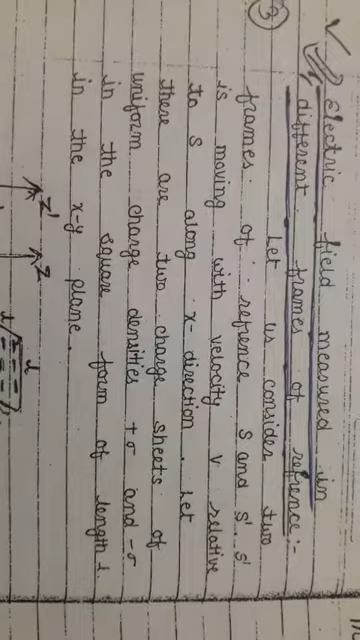 ③
Electric field measured in
different frames of refrence :-
Let us consider two
frames of refrence S and S'. S'
is moving with velocity v relative
to S along x-direction. Let
there are two charge sheets of
uniform charge densities +σ and -σ
in the square form of length l.
in the x-y plane.
z' z
l